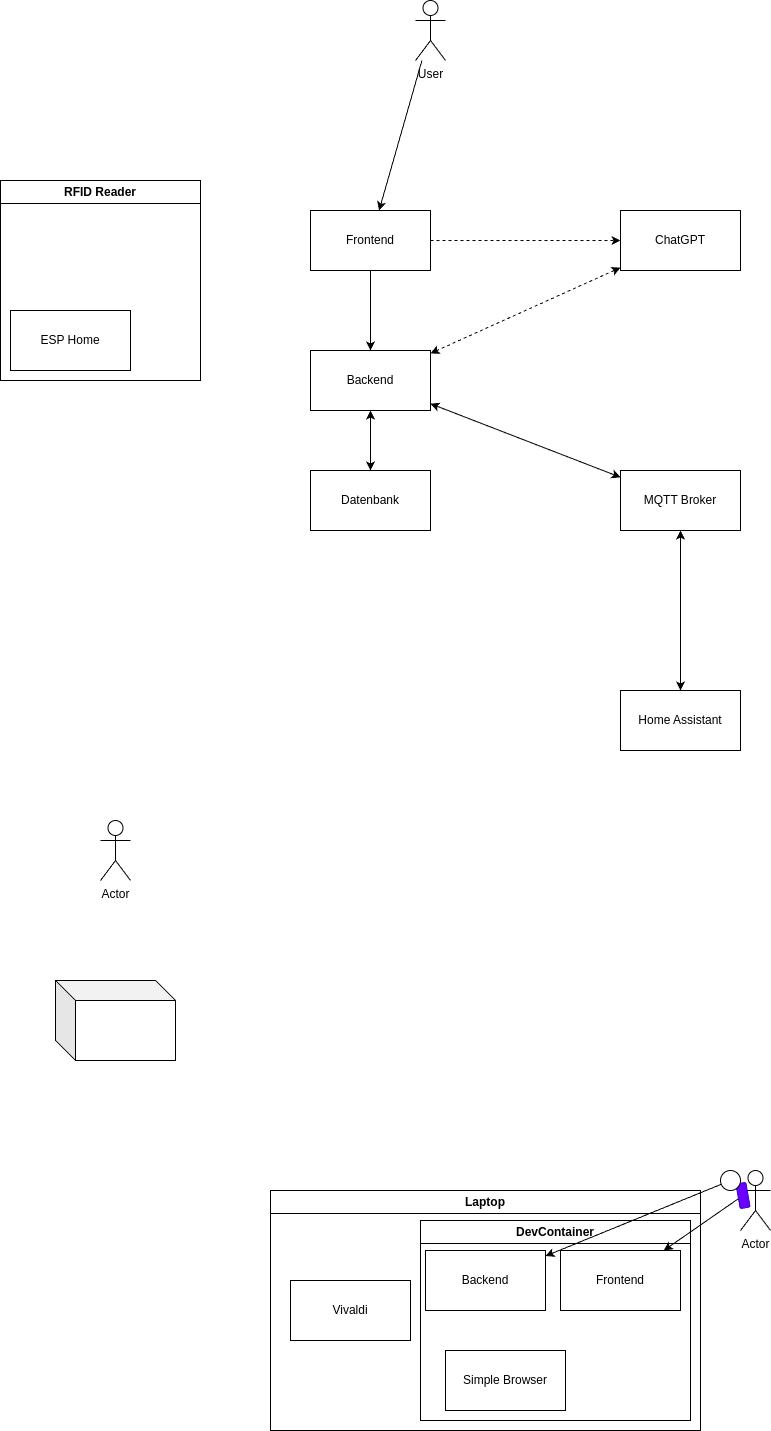 User
RFID Reader
Frontend
ChatGPT
ESP Home
Backend
Datenbank
MQTT Broker
Home Assistant
Actor
Laptop
DevContainer
Actor
Backend
Frontend
Vivaldi
Simple Browser